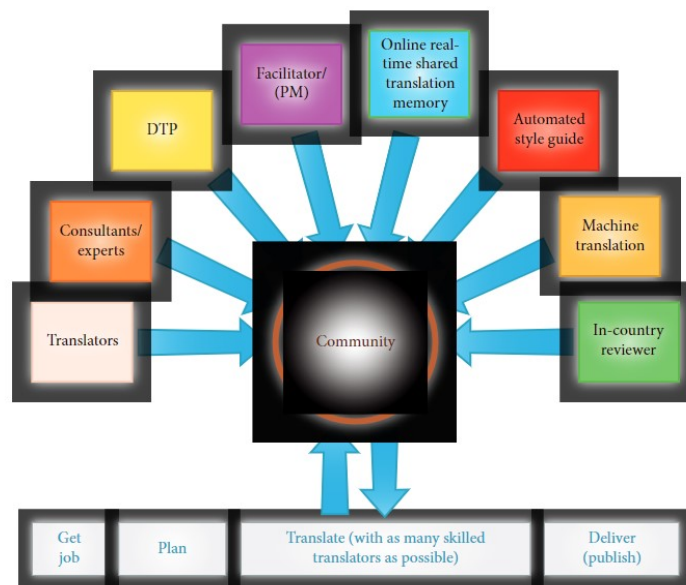 Online real-
time shared
translation
memory
Facilitator/
(PM)
DTP
Automated
style guide
Consultants/
experts
Machine
translation
Translators
Community
In-country
reviewer
Get
job
Plan
Translate (with as many skilled
translators as possible)
Deliver
(publish)